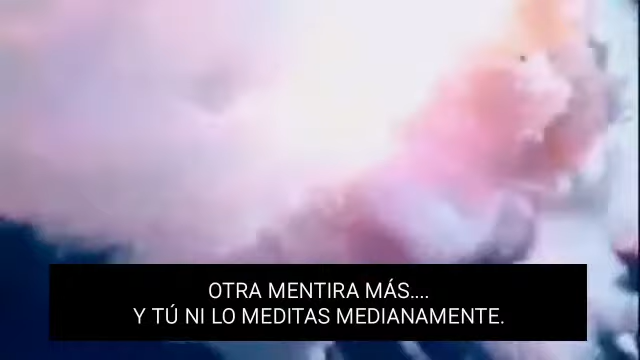 OTRA MENTIRA MÁS....
Y TÚ NI LO MEDITAS MEDIANAMENTE.